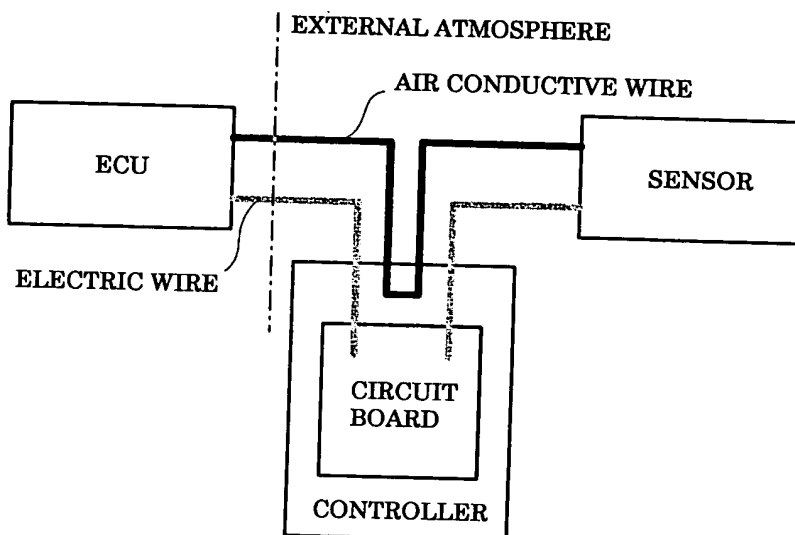 EXTERNAL ATMOSPHERE
AIR CONDUCTIVE WIRE
ECU
SENSOR
ELECTRIC WIRE
CIRCUIT
BOARD
CONTROLLER